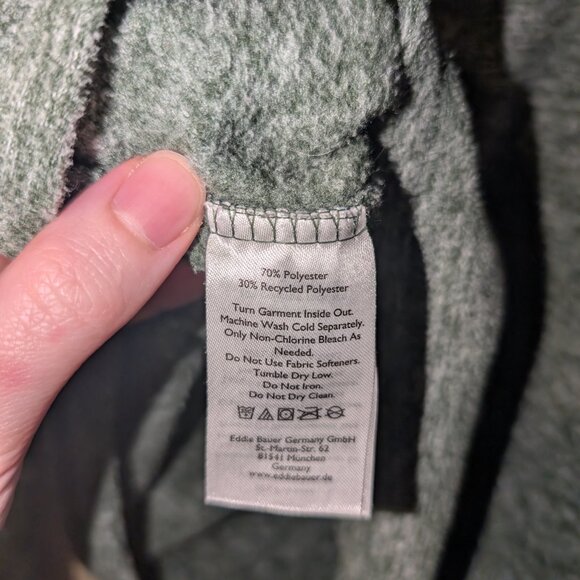 70% Polyester
30% Recycled Polyester
Turn Garment Inside Out.
Machine Wash Cold Separately.
Only Non-Chlorine Bleach As
Needed.
Do Not Use Fabric Softeners.
Tumble Dry Low.
Do Not Iron.
Do Not Dry Clean.
Eddie Bauer Germany GmbH
St.-Martin-Str. 62
81541 München
Germany
www.eddiebauer.de